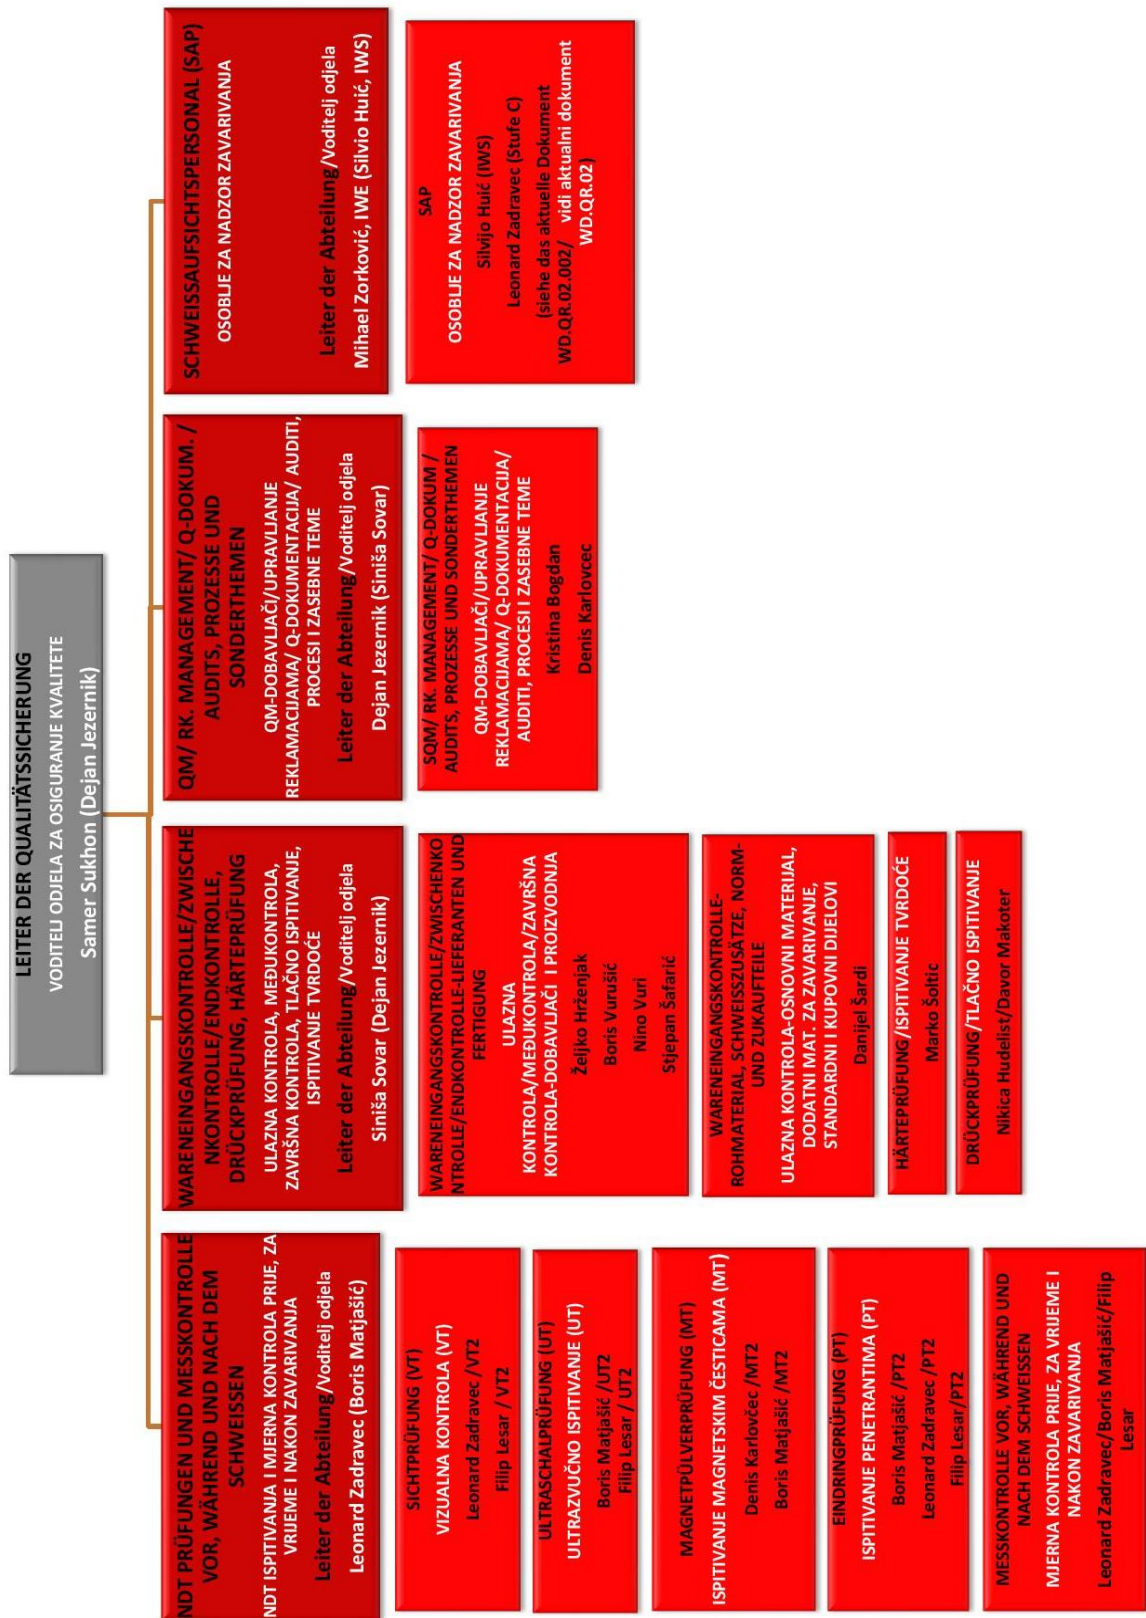 LEITER DER QUALITÄTSSICHERUNG
VODITELJ ODJELA ZA OSIGURANJE KVALITETE
Samer Sukhon (Dejan Jezernik)
NDT PRÜFUNGEN UND MESSKONTROLLE
VOR, WÄHREND UND NACH DEM
SCHWEISSEN
NDT ISPITIVANJA I MJERNA KONTROLA PRIJE, ZA
VRIJEME I NAKON ZAVARIVANJA
Leiter der Abteilung/Voditelj odjela
Leonard Zadravec (Boris Matjašić)
SICHTPRÜFUNG (VT)
VIZUALNA KONTROLA (VT)
Leonard Zadravec /VT2
Filip Lesar / VT2
ULTRASCHALPRÜFUNG (UT)
ULTRAZVUČNO ISPITIVANJE (UT)
Boris Matjašić /UT2
Filip Lesar / UT2
MAGNETPÜLVERPRÜFUNG (MT)
ISPITIVANJE MAGNETSKIM ČESTICAMA (MT)
Denis Karlovčec /MT2
Boris Matjašić /MT2
EINDRINGPRÜFUNG (PT)
ISPITIVANJE PENETRANTIMA (PT)
Boris Matjašić /PT2
Leonard Zadravec/PT2
Filip Lesar/PT2
MESSKONTROLLE VOR, WÄHREND UND
NACH DEM SCHWEISSEN
MJERNA KONTROLA PRIJE, ZA VRIJEME I
NAKON ZAVARIVANJA
Leonard Zadravec/Boris Matjašić/Filip
Lesar
WARENEINGANGSKONTROLLE/ZWISCHE
NKONTROLLE/ENDKONTROLLE,
DRÜCKPRÜFUNG, HÄRTEPRÜFUNG
ULAZNA KONTROLA, MEĐUKONTROLA,
ZAVRŠNA KONTROLA, TLAČNO ISPITIVANJE,
ISPITIVANJE TVRDOĆE
Leiter der Abteilung/Voditelj odjela
Siniša Sovar (Dejan Jezernik)
WARENEINGANGSKONTROLLE/ZWISCHENKO
NTROLLE/ENDKONTROLLE-LIEFERANTEN UND
FERTIGUNG
ULAZNA
KONTROLA/MEĐUKONTROLA/ZAVRŠNA
KONTROLA-DOBAVLJAČI I PROIZVODNJA
Željko Hrženjak
Boris Vurušić
Nino Vuri
Stjepan Šafarić
WARENEINGANGSKONTROLLE-
ROHMATERIAL, SCHWEISSZUSÄTZE, NORM-
UND ZUKAUFTEILE
ULAZNA KONTROLA-OSNOVNI MATERIJAL,
DODATNI MAT. ZA ZAVARIVANJE,
STANDARDNI I KUPOVNI DIJELOVI
Danijel Šardi
HÄRTEPRÜFUNG/ISPITIVANJE TVRDOĆE
Marko Šoltic
DRÜCKPRÜFUNG/TLAČNO ISPITIVANJE
Nikica Hudelist/Davor Makoter
QM/ RK. MANAGEMENT/ Q-DOKUM. /
AUDITS, PROZESSE UND
SONDERTHEMEN
QM-DOBAVLJAČI/UPRAVLJANJE
REKLAMACIJAMA/ Q-DOKUMENTACIJA/ AUDITI,
PROCESI I ZASEBNE TEME
Leiter der Abteilung/Voditelj odjela
Dejan Jezernik (Siniša Sovar)
SQM/ RK. MANAGEMENT/ Q-DOKUM /
AUDITS, PROZESSE UND SONDERTHEMEN
QM-DOBAVLJAČI/UPRAVLJANJE
REKLAMACIJAMA/ Q-DOKUMENTACIJA/
AUDITI, PROCESI I ZASEBNE TEME
Kristina Bogdan
Denis Karlovcec
SCHWEISSAUFSICHTSPERSONAL (SAP)
OSOBLJE ZA NADZOR ZAVARIVANJA
Leiter der Abteilung/Voditelj odjela
Mihael Zorković, IWE (Silvio Huić, IWS)
SAP
OSOBLJE ZA NADZOR ZAVARIVANJA
Silvijo Huić (IWS)
Leonard Zadravec (Stufe C)
(siehe das aktuelle Dokument
WD.QR.02.002/ vidi aktualni dokument
WD.QR.02)